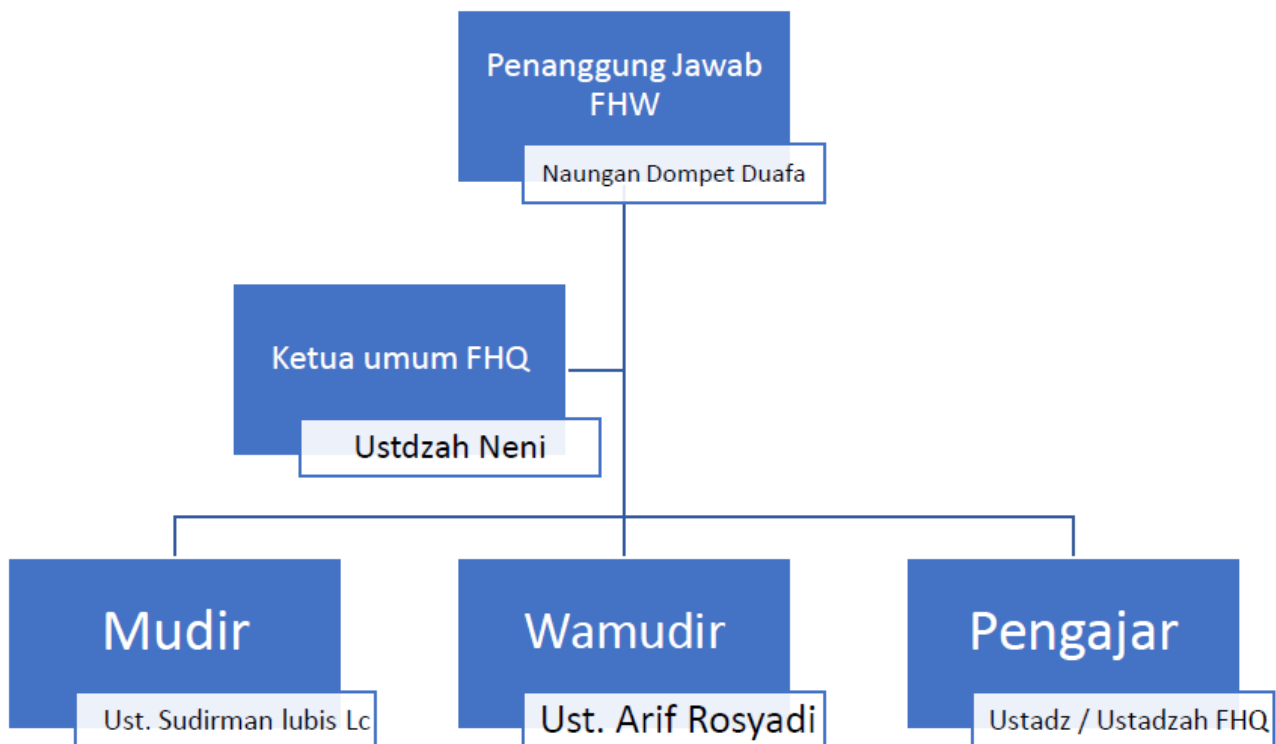 Penanggung Jawab
FHW
Naungan Dompet Duafa
Ketua umum FHQ
Ustdzah Neni
Mudir
Ust. Sudirman lubis Lc
Wamudir
Ust. Arif Rosyadi
Pengajar
Ustadz / Ustadzah FHQ